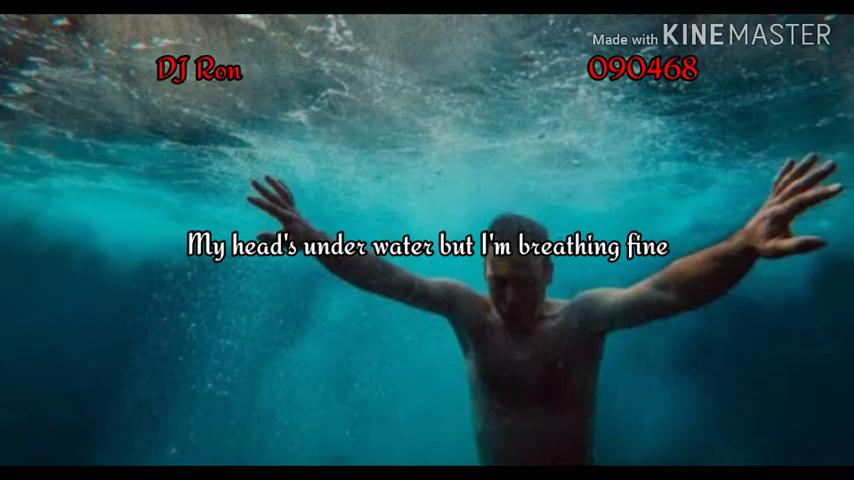 Made with KINEMASTER
DJ Ron
090468
My head's under water but I'm breathing fine